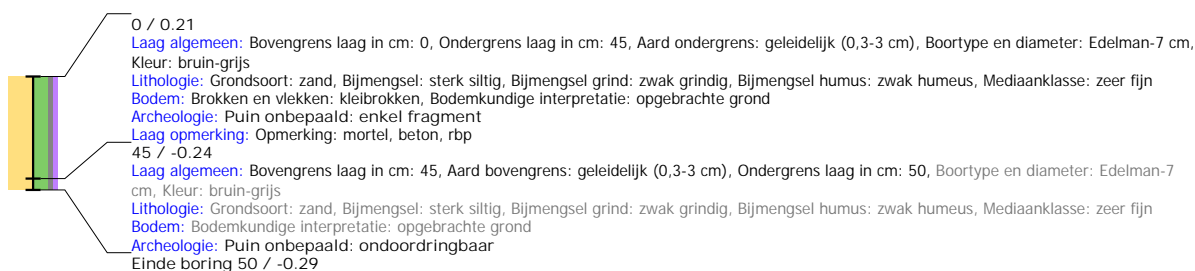 0 / 0.21
Laag algemeen: Bovengrens laag in cm: 0, Ondergrens laag in cm: 45, Aard ondergrens: geleidelijk (0,3-3 cm), Boortype en diameter: Edelman-7 cm,
Kleur: bruin-grijs
Lithologie: Grondsoort: zand, Bijmengsel: sterk siltig, Bijmengsel grind: zwak grindig, Bijmengsel humus: zwak humeus, Mediaanklasse: zeer fijn
Bodem: Brokken en vlekken: kleibrokken, Bodemkundige interpretatie: opgebrachte grond
Archeologie: Puin onbepaald: enkel fragment
Laag opmerking: Opmerking: mortel, beton, rbp
45 / -0.24
Laag algemeen: Bovengrens laag in cm: 45, Aard bovengrens: geleidelijk (0,3-3 cm), Ondergrens laag in cm: 50, Boortype en diameter: Edelman-7
cm, Kleur: bruin-grijs
Lithologie: Grondsoort: zand, Bijmengsel: sterk siltig, Bijmengsel grind: zwak grindig, Bijmengsel humus: zwak humeus, Mediaanklasse: zeer fijn
Bodem: Bodemkundige interpretatie: opgebrachte grond
Archeologie: Puin onbepaald: ondoordringbaar
Einde boring 50 / -0.29